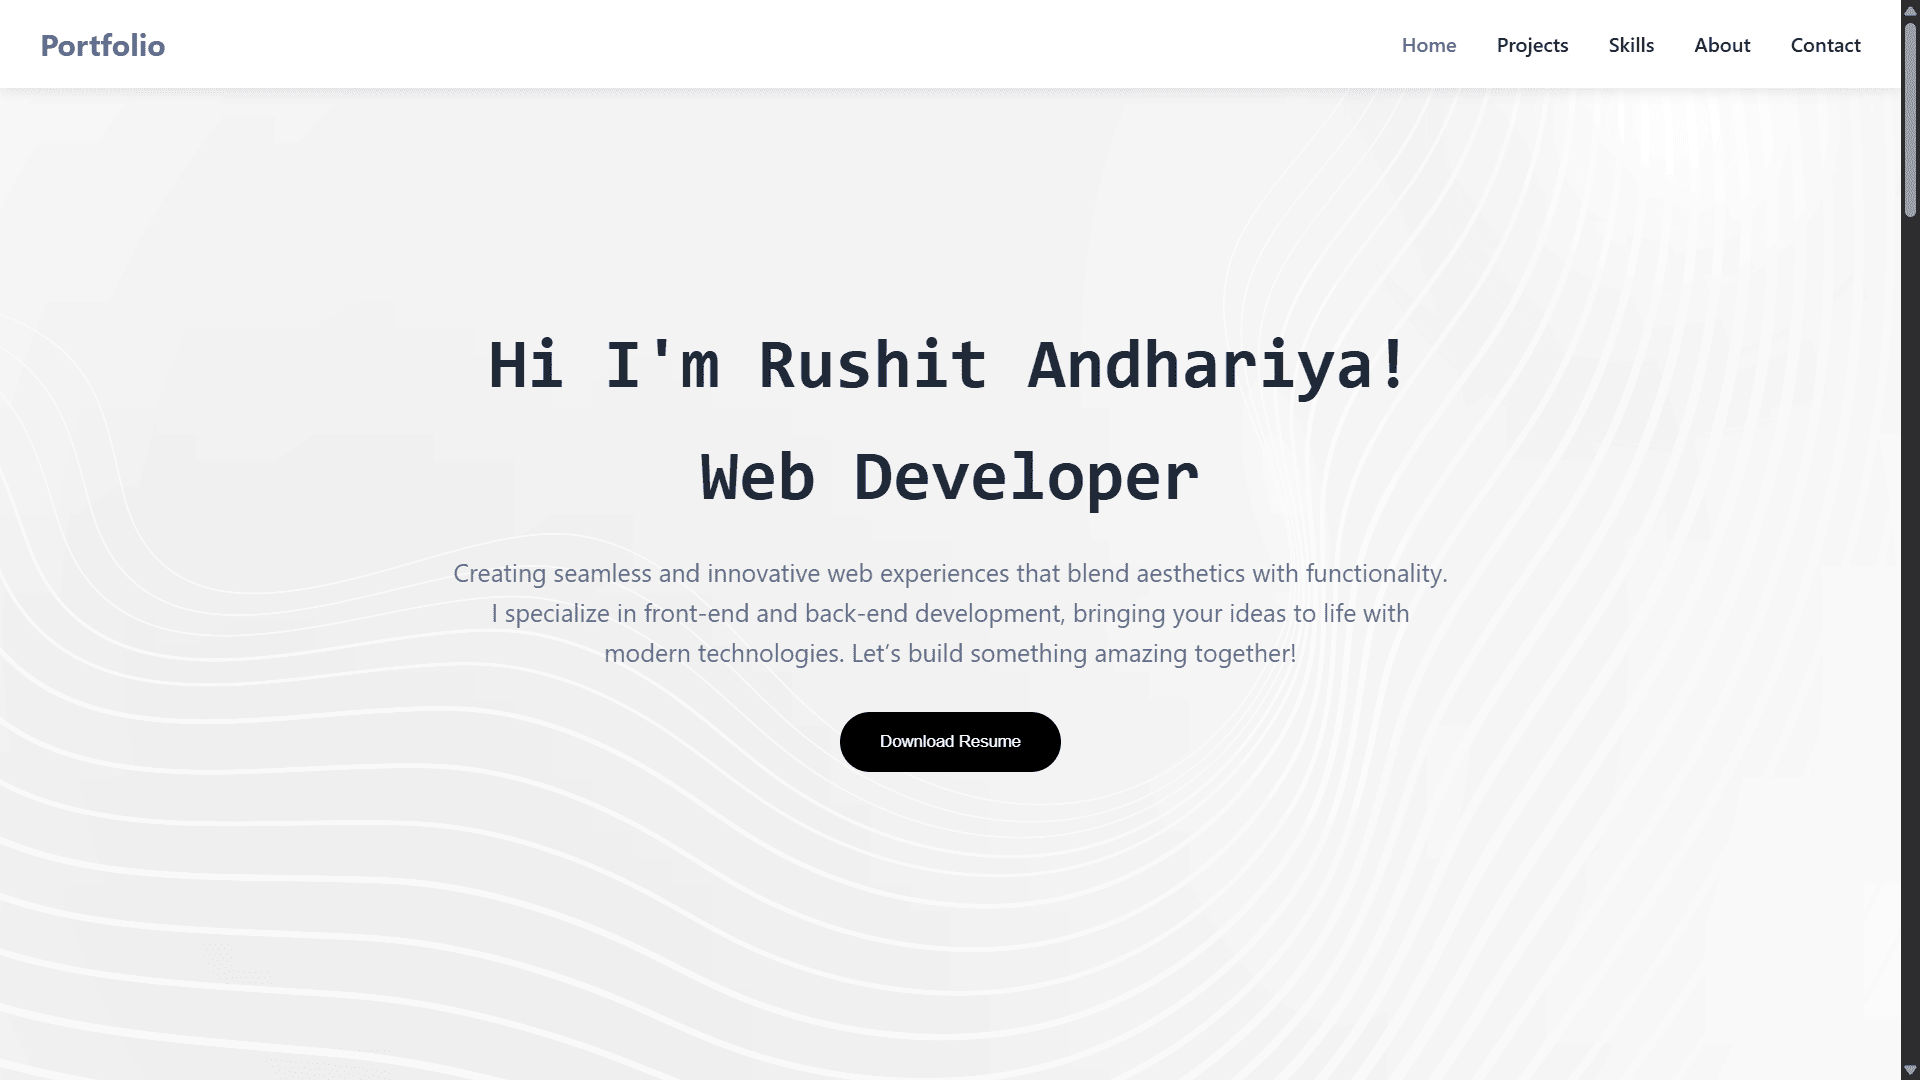 Portfolio
Home Projects Skills About Contact
Hi I'm Rushit Andhariya!
Web Developer
Creating seamless and innovative web experiences that blend aesthetics with functionality.
I specialize in front-end and back-end development, bringing your ideas to life with
modern technologies. Let’s build something amazing together!
Download Resume